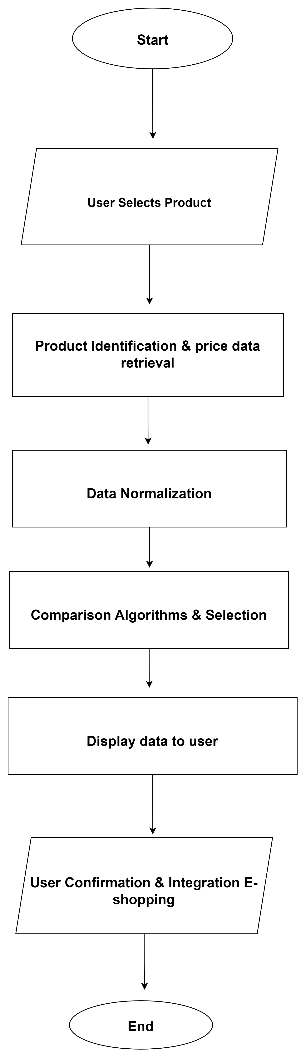 Start
User Selects Product
Product Identification & price data
retrieval
Data Normalization
Comparison Algorithms & Selection
Display data to user
User Confirmation & Integration E-
shopping
End